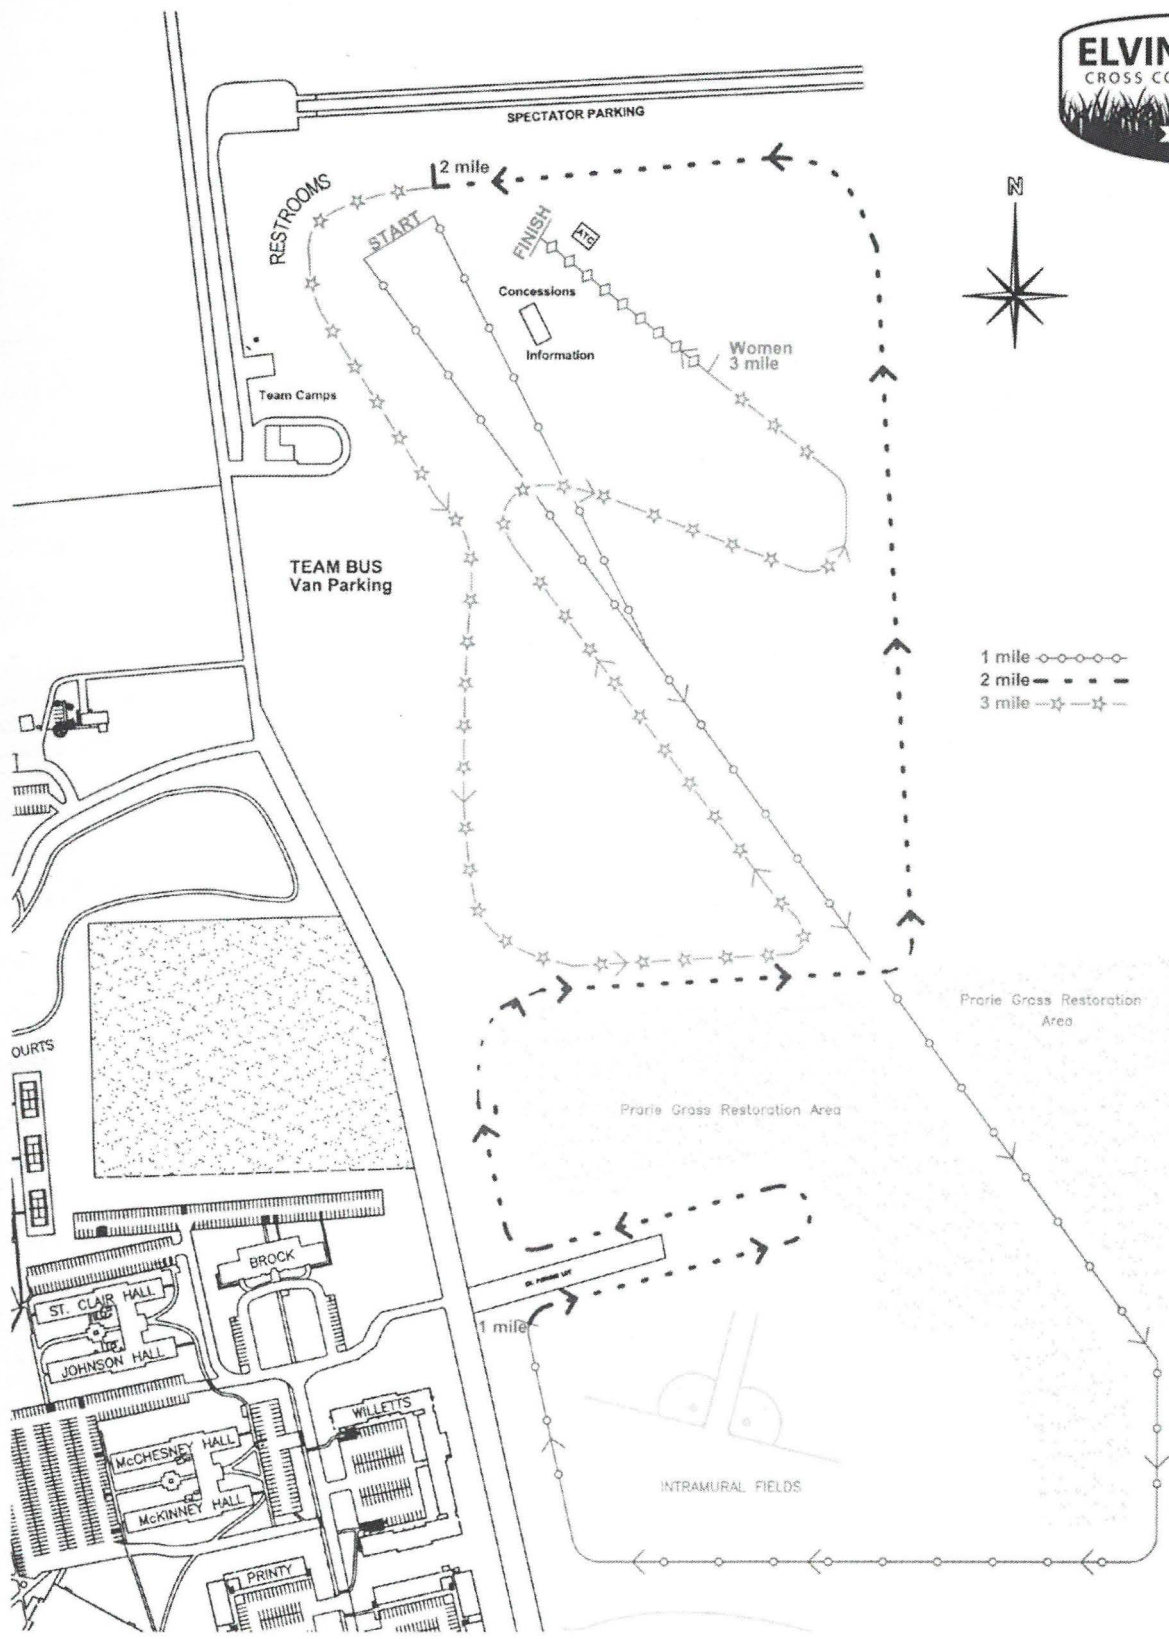 ELVIN
CROSS CO
SPECTATOR PARKING
2 mile
RESTROOMS
START
FINISH
ATC
N
Concessions
Information
Women
3 mile
Team Camps
TEAM BUS
Van Parking
1 mile
2 mile
3 mile
Prarie Grass Restoration
Area
OURTS
Prarie Grass Restoration Area
BROCK
ST. CLAIR HALL
1 mile
JOHNSON HALL
WILLETTS
McCHESNEY HALL
INTRAMURAL FIELDS
McKINNEY HALL
PRINTY